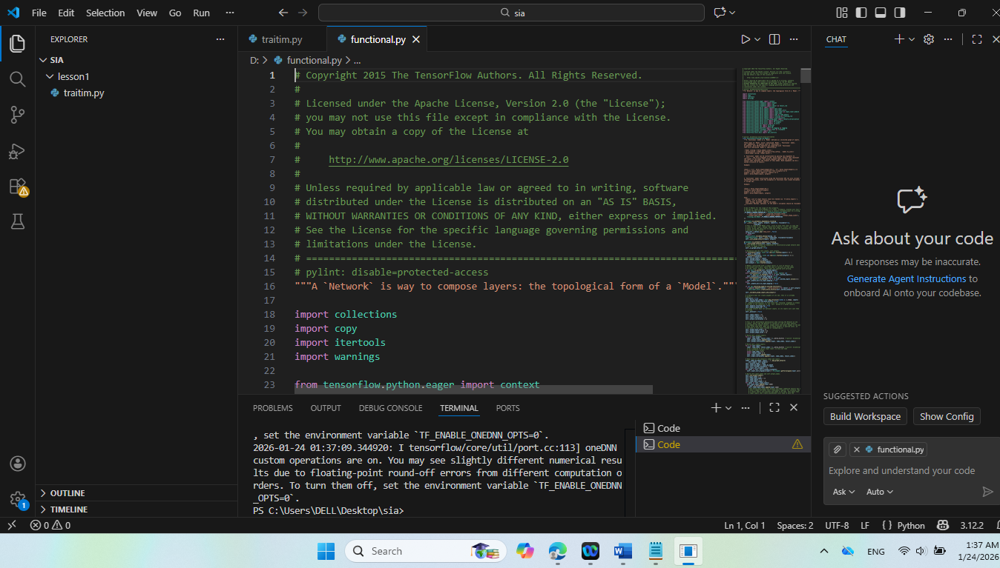 File Edit Selection View Go Run ···
sia
EXPLORER ···
SIA
lesson1
traitim.py
OUTLINE
TIMELINE
traitim.py
functional.py
D: > functional.py > ...
1 # Copyright 2015 The TensorFlow Authors. All Rights Reserved.
2 #
3 # Licensed under the Apache License, Version 2.0 (the "License");
4 # you may not use this file except in compliance with the License.
5 # You may obtain a copy of the License at
6 #
7 #     http://www.apache.org/licenses/LICENSE-2.0
8 #
9 # Unless required by applicable law or agreed to in writing, software
10 # distributed under the License is distributed on an "AS IS" BASIS,
11 # WITHOUT WARRANTIES OR CONDITIONS OF ANY KIND, either express or implied.
12 # See the License for the specific language governing permissions and
13 # limitations under the License.
14 # ===========================================================================
15 # pylint: disable=protected-access
16 """A `Network` is way to compose layers: the topological form of a `Model`."""
17
18 import collections
19 import copy
20 import itertools
21 import warnings
22
23 from tensorflow.python.eager import context
PROBLEMS OUTPUT DEBUG CONSOLE TERMINAL PORTS
, set the environment variable `TF_ENABLE_ONEDNN_OPTS=0`.
2026-01-24 01:37:09.344920: I tensorflow/core/util/port.cc:113] oneDNN
custom operations are on. You may see slightly different numerical resu
lts due to floating-point round-off errors from different computation o
rders. To turn them off, set the environment variable `TF_ENABLE_ONEDNN
_OPTS=0`.
PS C:\Users\DELL\Desktop\sia>
Code
Code
CHAT
Ask about your code
AI responses may be inaccurate.
Generate Agent Instructions to
onboard AI onto your codebase.
SUGGESTED ACTIONS
Build Workspace Show Config
functional.py
Explore and understand your code
Ask Auto
1
0 0
Ln 1, Col 1 Spaces: 2 UTF-8 LF { } Python 3.12.2
Search
ENG
1:37 AM
1/24/2026